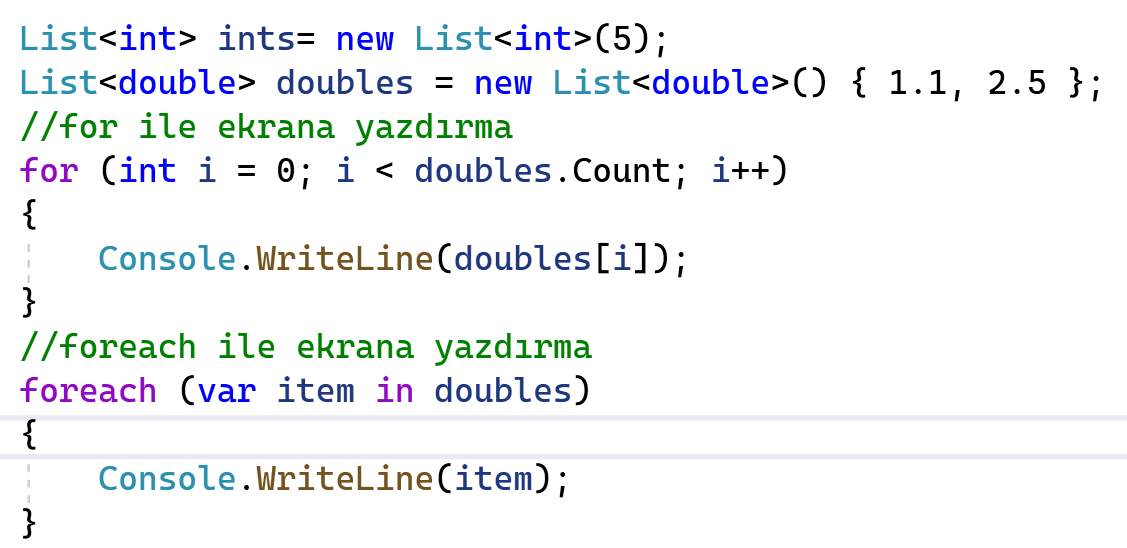 List<int> ints= new List<int>(5);
List<double> doubles = new List<double>() { 1.1, 2.5 };
//for ile ekrana yazdırma
for (int i = 0; i < doubles.Count; i++)
{
    Console.WriteLine(doubles[i]);
}
//foreach ile ekrana yazdırma
foreach (var item in doubles)
{
    Console.WriteLine(item);
}